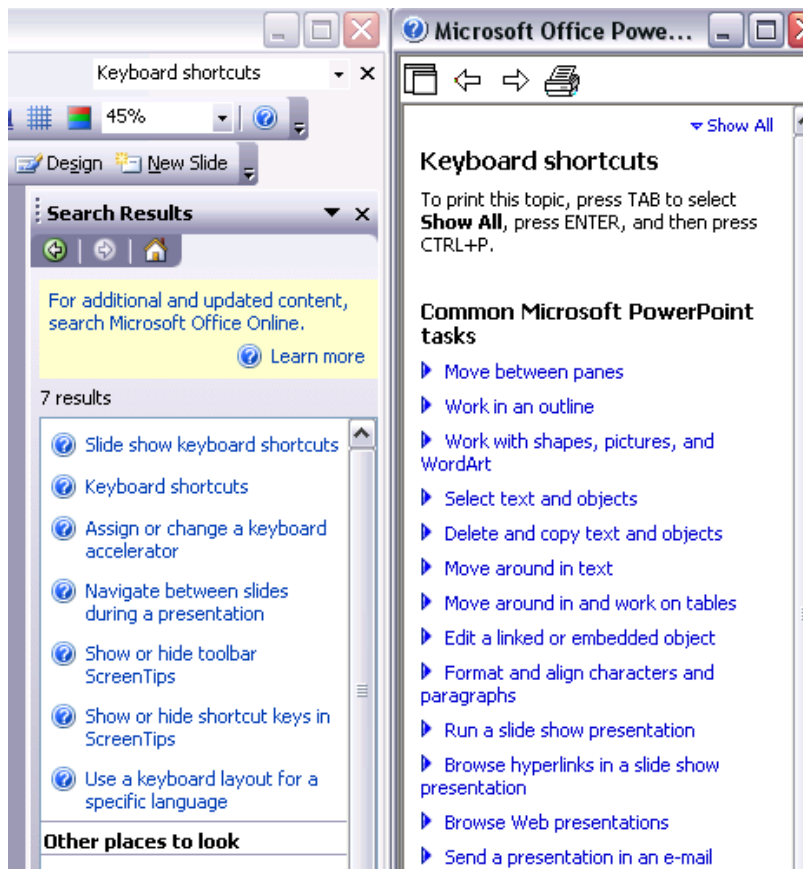 Keyboard shortcuts
45%
Design New Slide
Search Results
For additional and updated content,
search Microsoft Office Online.
Learn more
7 results
Slide show keyboard shortcuts
Keyboard shortcuts
Assign or change a keyboard
accelerator
Navigate between slides
during a presentation
Show or hide toolbar
ScreenTips
Show or hide shortcut keys in
ScreenTips
Use a keyboard layout for a
specific language
Other places to look
Microsoft Office Powe...
Show All
Keyboard shortcuts
To print this topic, press TAB to select
Show All, press ENTER, and then press
CTRL+P.
Common Microsoft PowerPoint
tasks
Move between panes
Work in an outline
Work with shapes, pictures, and
WordArt
Select text and objects
Delete and copy text and objects
Move around in text
Move around in and work on tables
Edit a linked or embedded object
Format and align characters and
paragraphs
Run a slide show presentation
Browse hyperlinks in a slide show
presentation
Browse Web presentations
Send a presentation in an e-mail